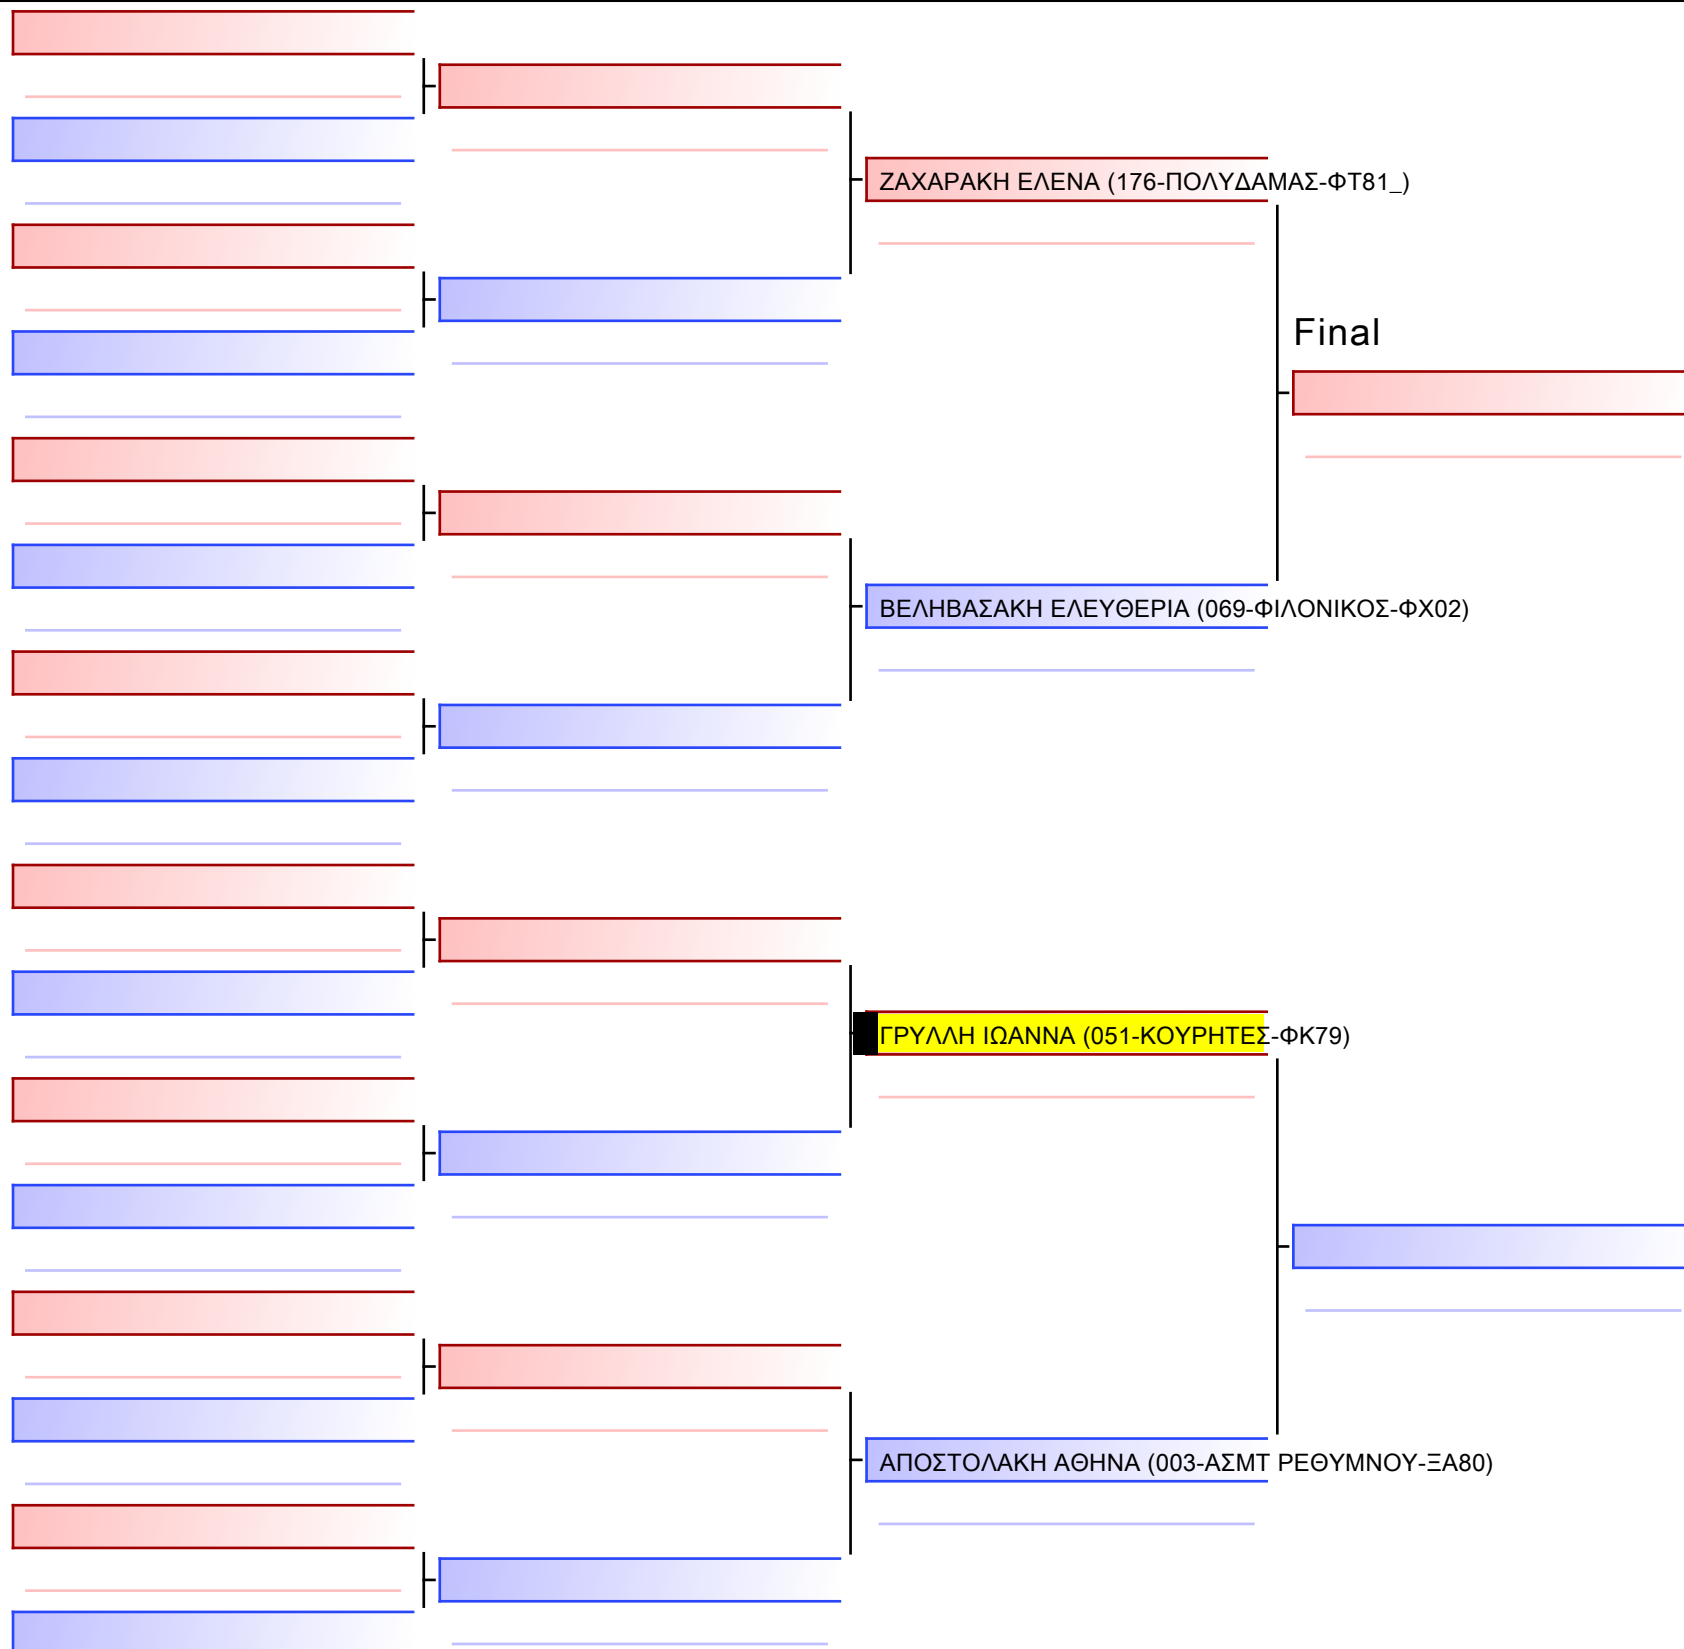 ΖΑΧΑΡΑΚΗ ΕΛΕΝΑ (176-ΠΟΛΥΔΑΜΑΣ-ΦΤ81_)
Final
ΒΕΛΗΒΑΣΑΚΗ ΕΛΕΥΘΕΡΙΑ (069-ΦΙΛΟΝΙΚΟΣ-ΦΧ02)
ΓΡΥΛΛΗ ΙΩΑΝΝΑ (051-ΚΟΥΡΗΤΕΣ-ΦΚ79)
ΑΠΟΣΤΟΛΑΚΗ ΑΘΗΝΑ (003-ΑΣΜΤ ΡΕΘΥΜΝΟΥ-ΞΑ80)